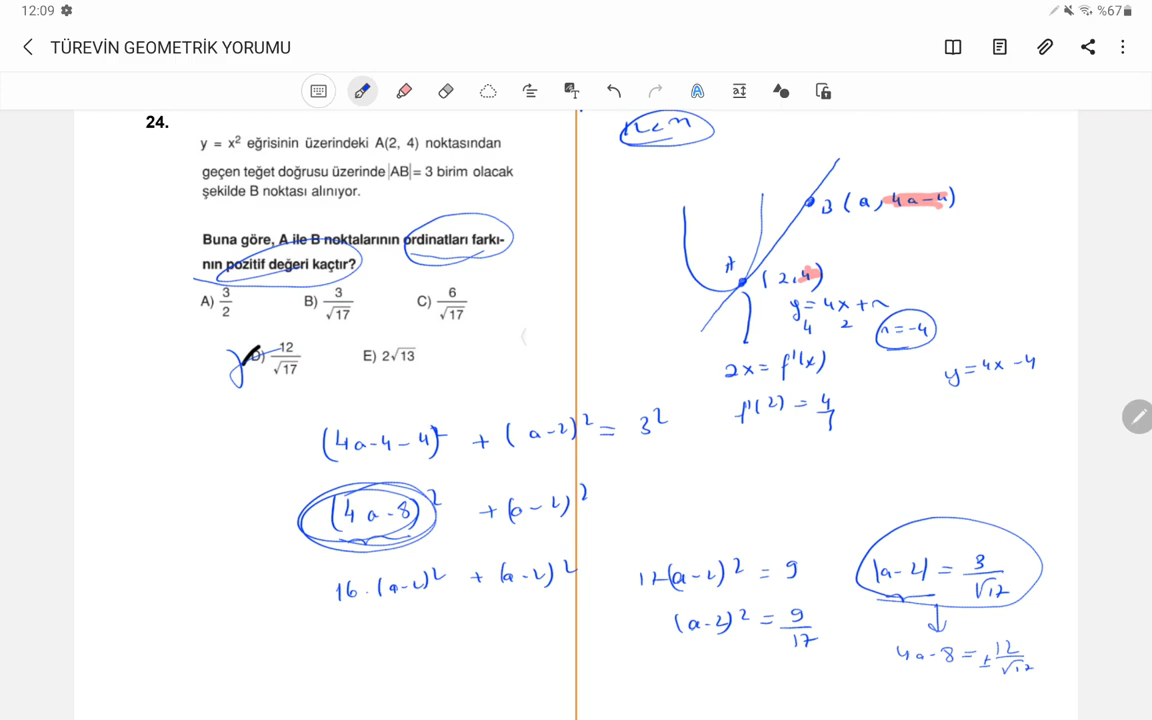 12:09 %67
TÜREVİN GEOMETRİK YORUMU
24.
y = x² eğrisinin üzerindeki A(2, 4) noktasından
geçen teğet doğrusu üzerinde |AB| = 3 birim olacak
şekilde B noktası alınıyor.
Buna göre, A ile B noktalarının ordinatları farkı-
nın pozitif değeri kaçtır?
A) 3/2 B) 3/√17 C) 6/√17
D) 12/√17 E) 2√13
B (a, 4a-4)
A (2,4)
y = 4x + n
4 2
n = -4
2x = f'(x)
y = 4x - 4
f'(2) = 4
(4a-4-4)² + (a-2)² = 3²
(4a-8)² + (a-2)²
16.(a-2)² + (a-2)²
17(a-2)² = 9
(a-2)² = 9/17
|a-2| = 3/√17
4a-8 = ± 12/√17